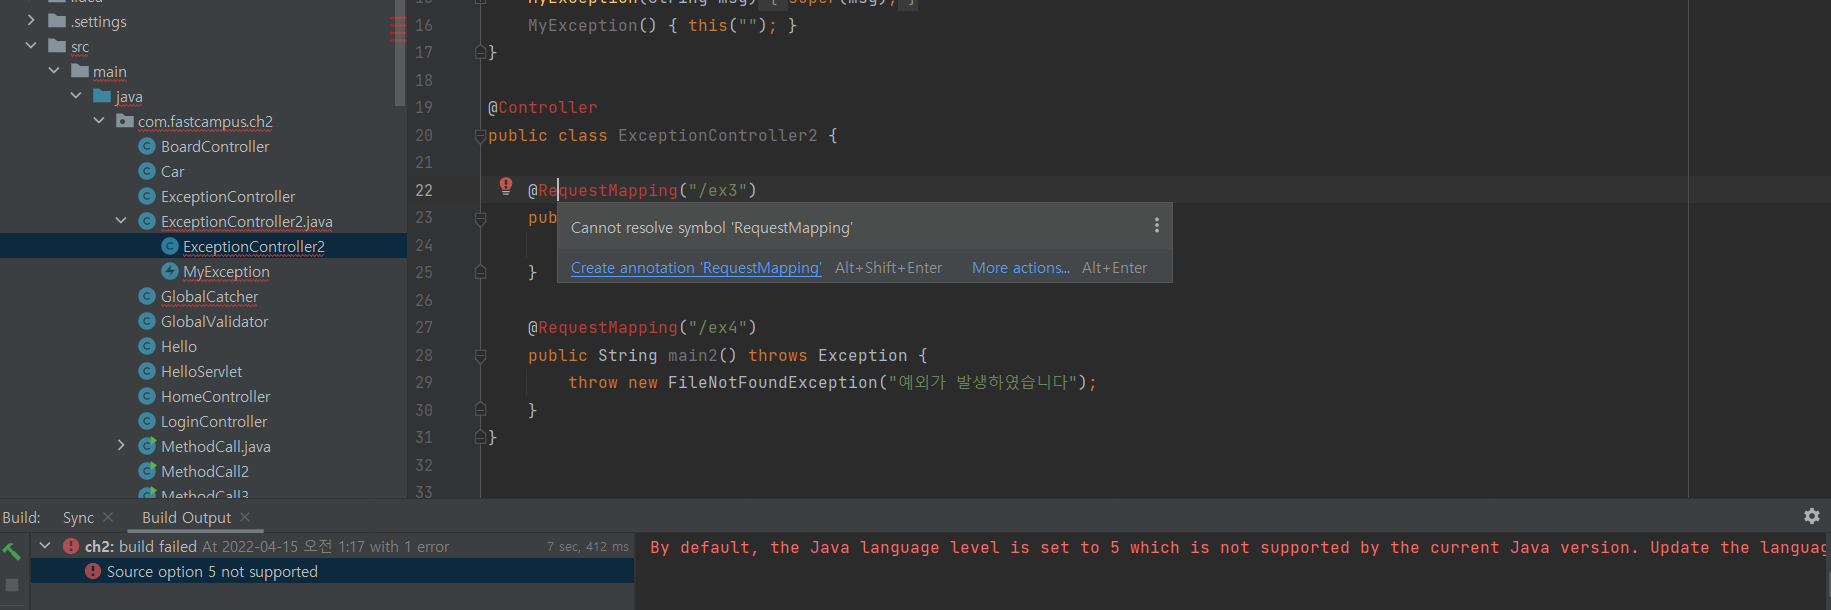 .settings
src
main
java
com.fastcampus.ch2
BoardController
Car
ExceptionController
ExceptionController2.java
ExceptionController2
MyException
GlobalCatcher
GlobalValidator
Hello
HelloServlet
HomeController
LoginController
MethodCall.java
MethodCall2
MethodCall3
MyException(String msg) { super(msg); }
16 MyException() { this(""); }
17 }
18
19 @Controller
20 public class ExceptionController2 {
21
22 @RequestMapping("/ex3")
23 pub
Cannot resolve symbol 'RequestMapping'
24
Create annotation 'RequestMapping' Alt+Shift+Enter More actions... Alt+Enter
25 }
26
27 @RequestMapping("/ex4")
28 public String main2() throws Exception {
29 throw new FileNotFoundException("예외가 발생하였습니다");
30 }
31 }
32
33
Build: Sync Build Output
ch2: build failed At 2022-04-15 오전 1:17 with 1 error 7 sec, 412 ms
Source option 5 not supported
By default, the Java language level is set to 5 which is not supported by the current Java version. Update the languag